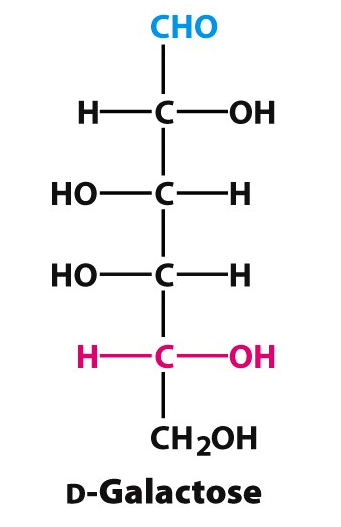 CHO
H C OH
HO C H
HO C H
H C OH
CH₂OH
D-Galactose